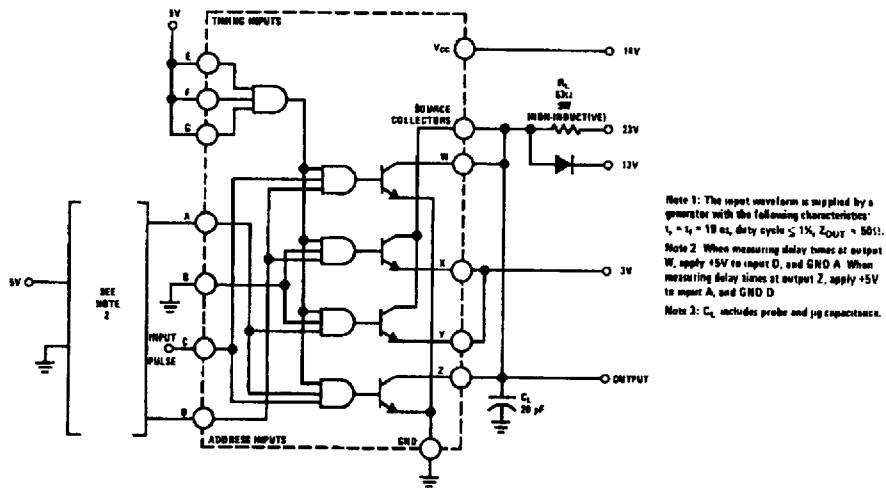 5V
TIMING INPUTS
E
F
G
VCC
14V
RL
63Ω
5W
(NON-INDUCTIVE)
SOURCE
COLLECTORS
23V
13V
W
X
3V
Y
Z
OUTPUT
CL
20 pF
GND
ADDRESS INPUTS
A
B
C
D
INPUT
PULSE
5V
SEE
NOTE
2
Note 1: The input waveform is supplied by a
generator with the following characteristics:
tr = tf = 10 ns, duty cycle ≤ 1%, ZOUT ≈ 50Ω.
Note 2 When measuring delay times at output
W, apply +5V to input D, and GND A When
measuring delay times at output Z, apply +5V
to input A, and GND D
Note 3: CL includes probe and jig capacitance.